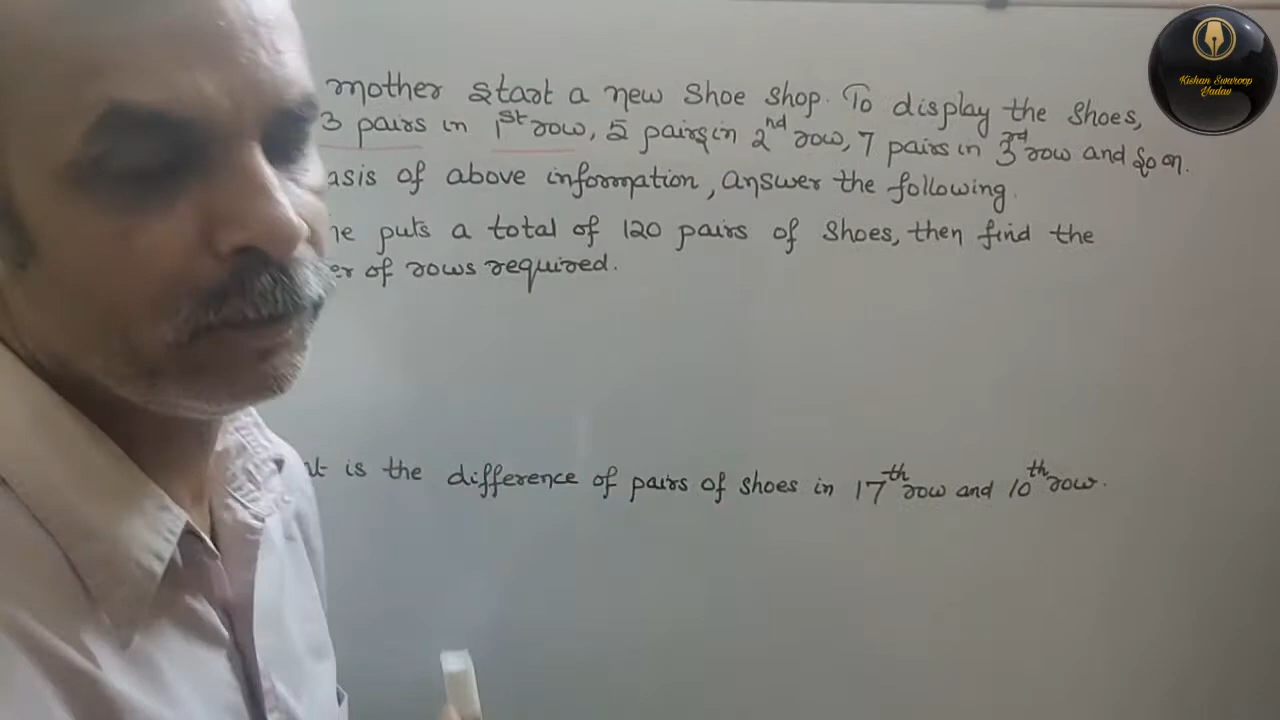 mother start a new shoe shop. To display the shoes,
3 pairs in 1st row, 5 pairs in 2nd row, 7 pairs in 3rd row and so on.
asis of above information, answer the following.
he puts a total of 120 pairs of shoes, then find the
er of rows required.
at is the difference of pairs of shoes in 17th row and 10th row.
Kishan Swaroop
Yadav